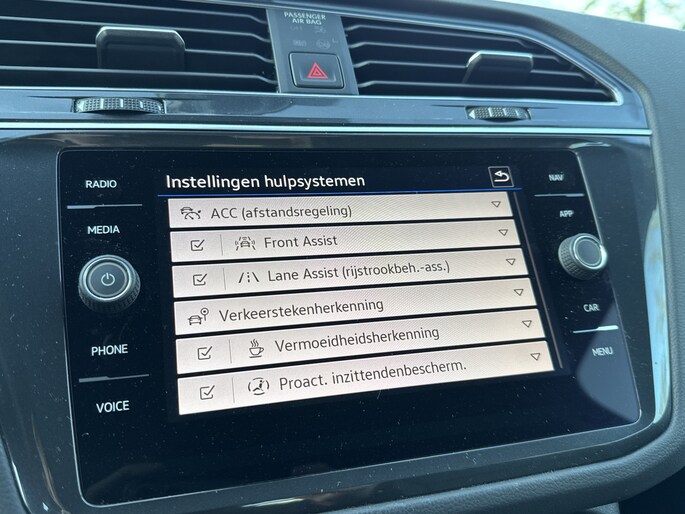 PASSENGER
AIR BAG
RADIO
MEDIA
PHONE
VOICE
Instellingen hulpsystemen
ACC (afstandsregeling)
Front Assist
Lane Assist (rijstrookbeh.-ass.)
Verkeerstekenherkenning
Vermoeidheidsherkenning
Proact. inzittendenbescherm.
NAV
APP
CAR
MENU